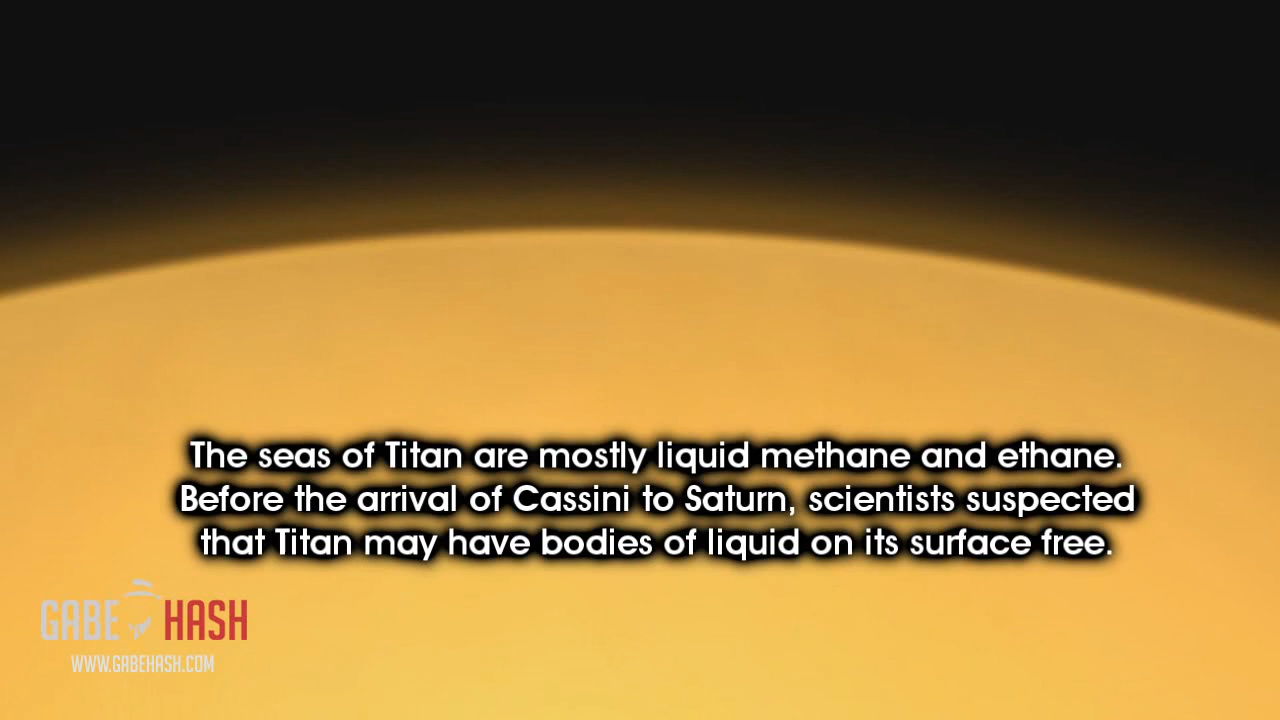 The seas of Titan are mostly liquid methane and ethane.
Before the arrival of Cassini to Saturn, scientists suspected
that Titan may have bodies of liquid on its surface free.
GABE HASH
WWW.GABEHASH.COM